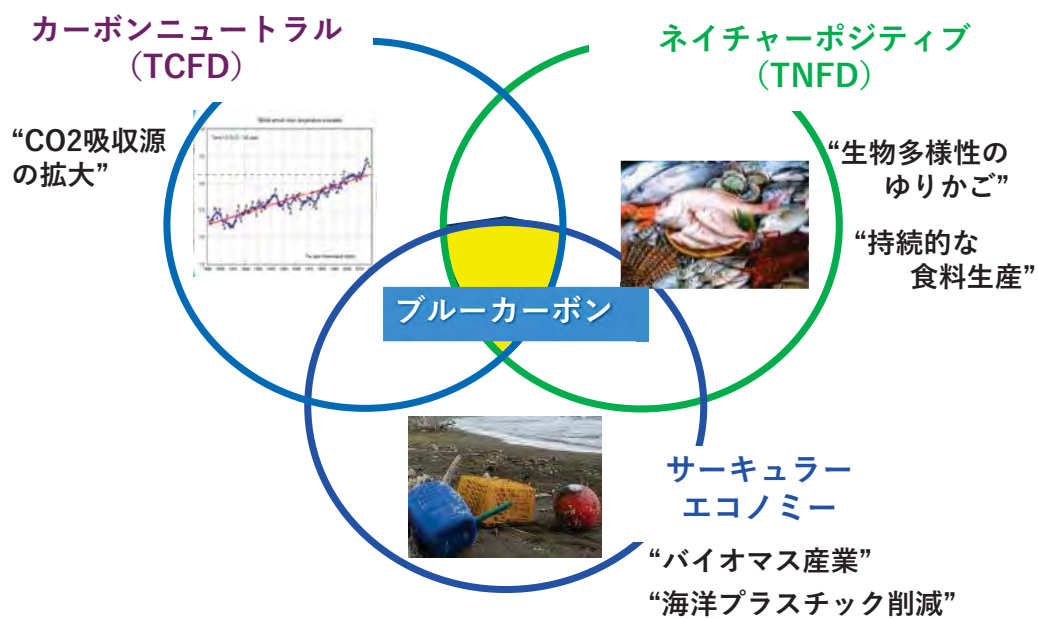 カーボンニュートラル
（TCFD）
ネイチャーポジティブ
（TNFD）
“CO2吸収源
の拡大”
“生物多様性の
ゆりかご”
“持続的な
食料生産”
ブルーカーボン
サーキュラー
エコノミー
“バイオマス産業”
“海洋プラスチック削減”